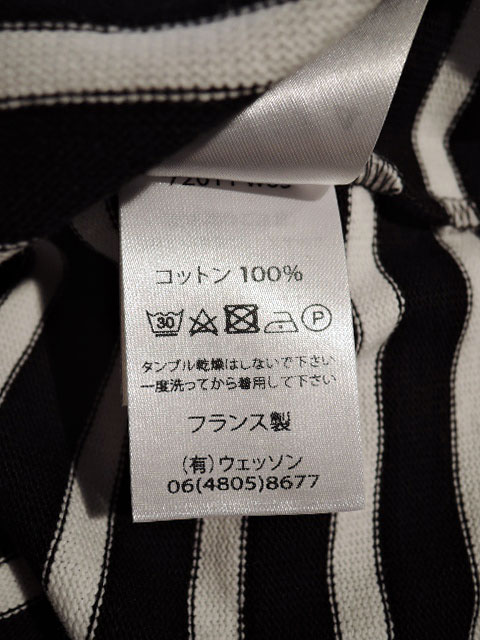 コットン 100%
30 P
タンブル乾燥はしないで下さい
一度洗ってから着用して下さい
フランス製
(有)ウェッソン
06(4805)8677